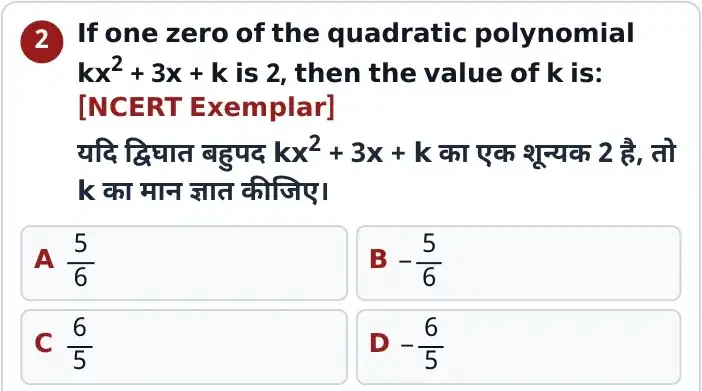 2 If one zero of the quadratic polynomial
kx² + 3x + k is 2, then the value of k is:
[NCERT Exemplar]
यदि द्विघात बहुपद kx² + 3x + k का एक शून्यक 2 है, तो
k का मान ज्ञात कीजिए।
A 5/6 B -5/6
C 6/5 D -6/5